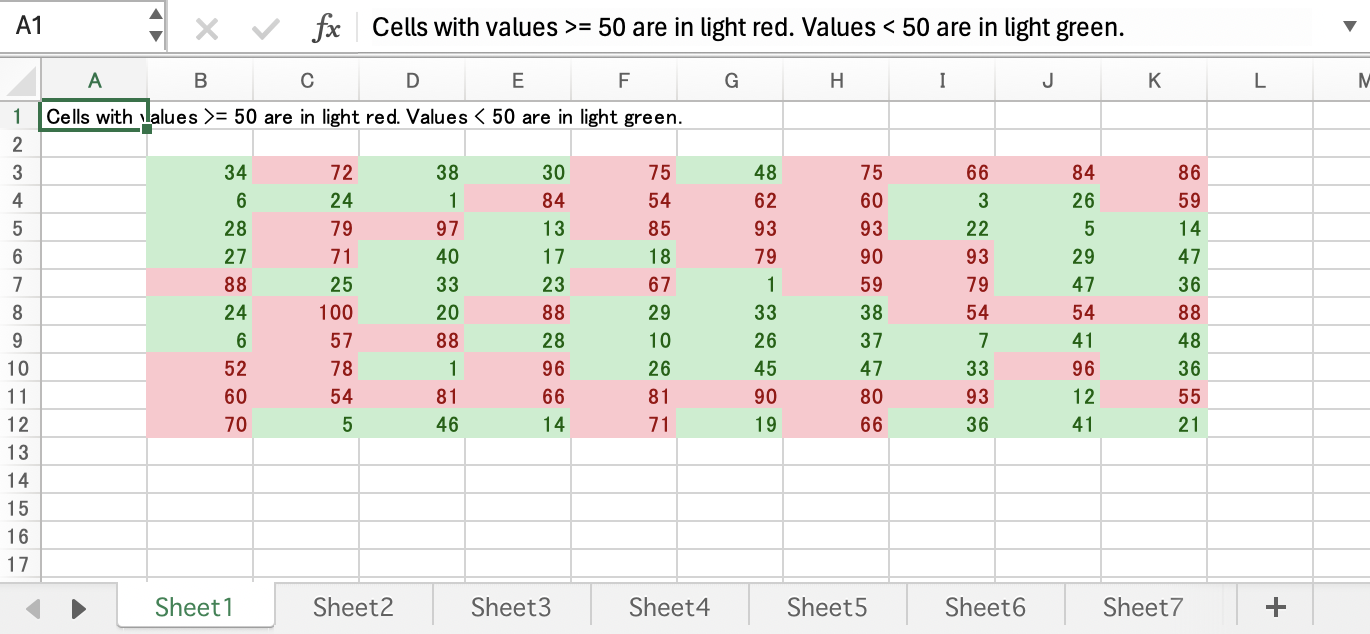 A1 fx Cells with values >= 50 are in light red. Values < 50 are in light green.
A B C D E F G H I J K L M
1 Cells with values >= 50 are in light red. Values < 50 are in light green.
2
3 34 72 38 30 75 48 75 66 84 86
4 6 24 1 84 54 62 60 3 26 59
5 28 79 97 13 85 93 93 22 5 14
6 27 71 40 17 18 79 90 93 29 47
7 88 25 33 23 67 1 59 79 47 36
8 24 100 20 88 29 33 38 54 54 88
9 6 57 88 28 10 26 37 7 41 48
10 52 78 1 96 26 45 47 33 96 36
11 60 54 81 66 81 90 80 93 12 55
12 70 5 46 14 71 19 66 36 41 21
13
14
15
16
17
Sheet1 Sheet2 Sheet3 Sheet4 Sheet5 Sheet6 Sheet7 +